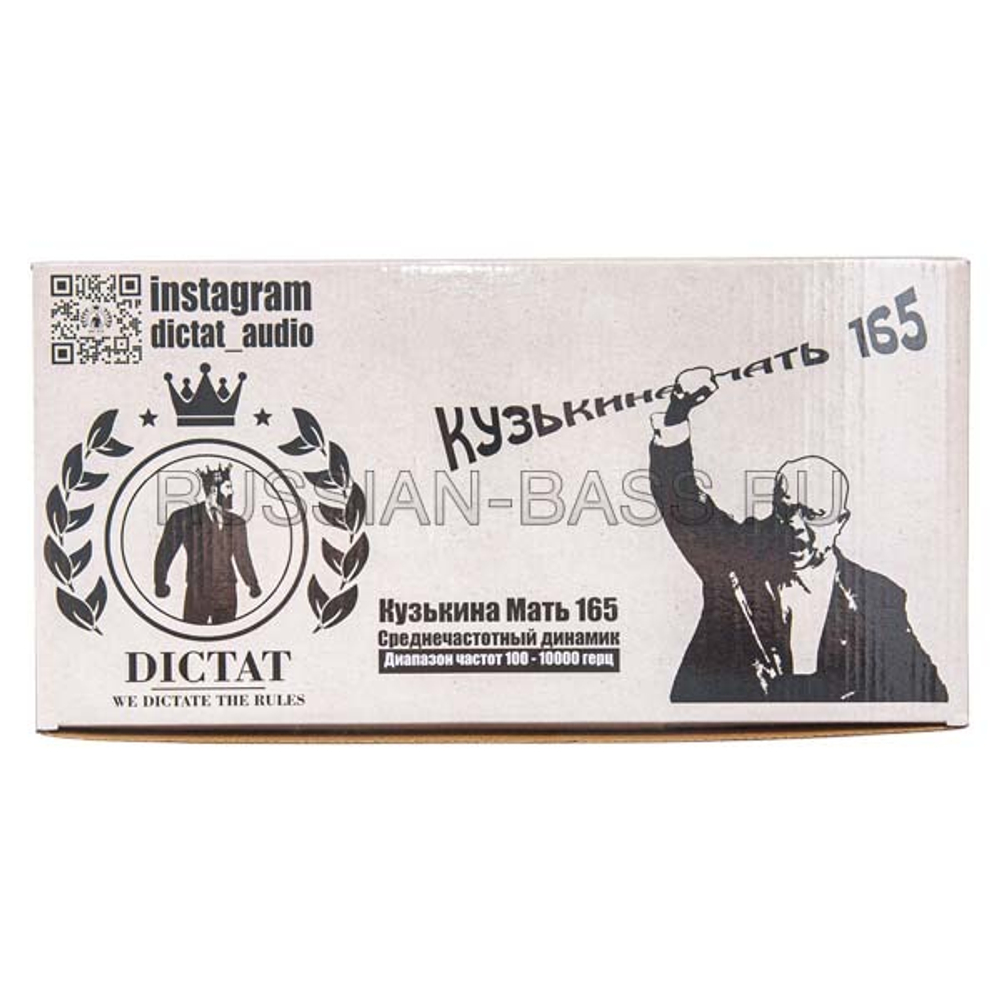 instagram
dictat_audio
Кузькина мать 165
RUSSIAN-BASS.RU
Кузькина Мать 165
Среднечастотный динамик
Диапазон частот 100 - 10000 герц
DICTAT
WE DICTATE THE RULES